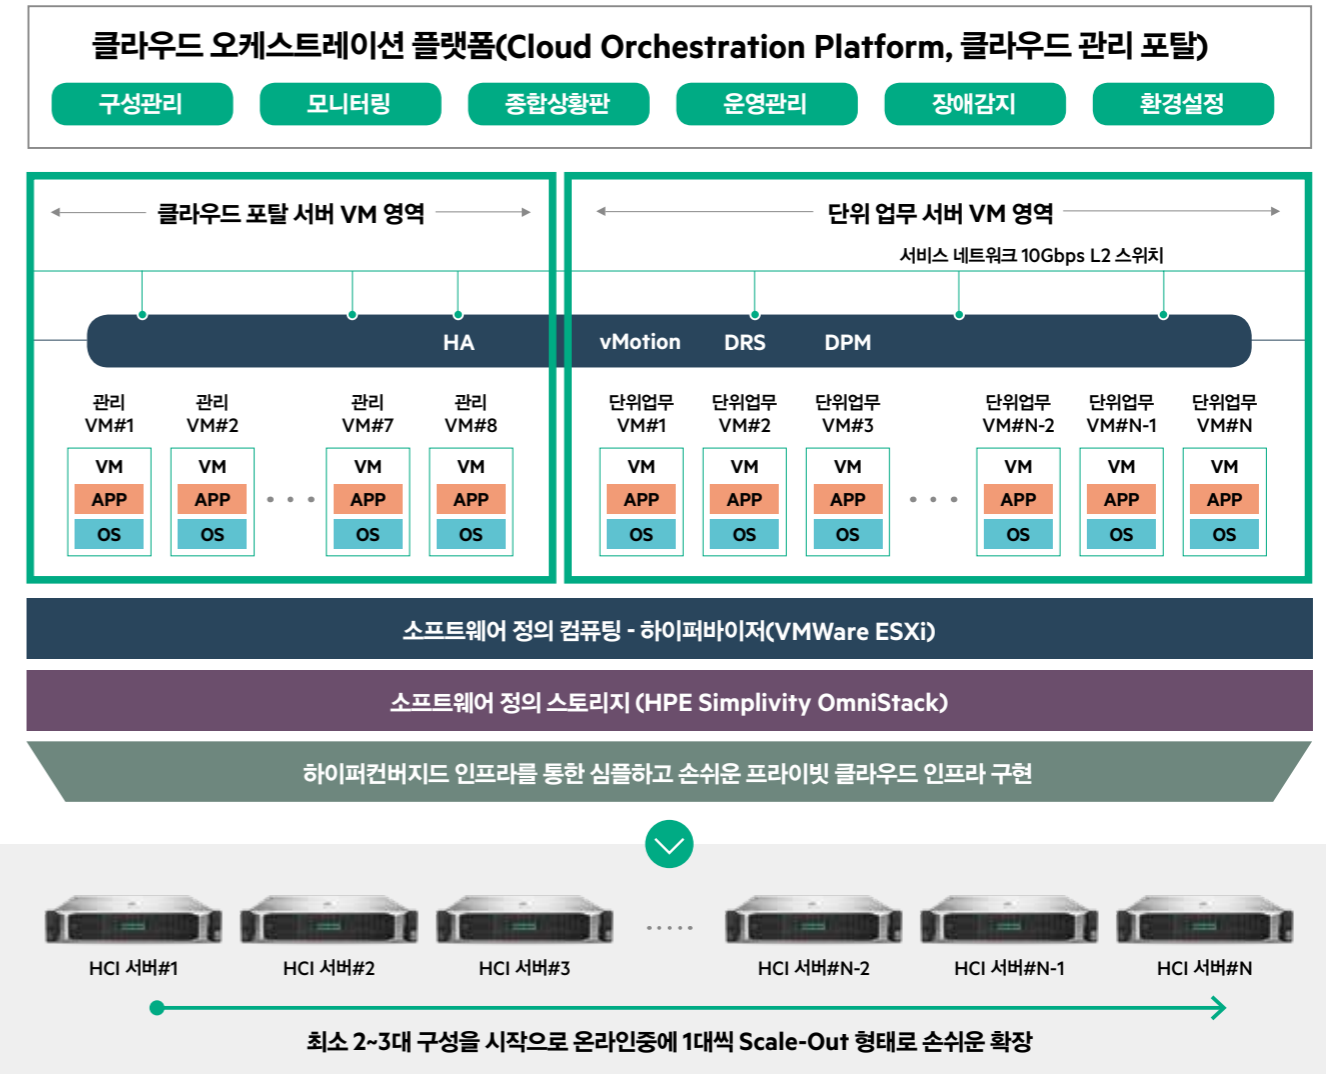 클라우드 오케스트레이션 플랫폼(Cloud Orchestration Platform, 클라우드 관리 포탈)
구성관리 모니터링 종합상황판 운영관리 장애감지 환경설정
클라우드 포탈 서버 VM 영역
단위 업무 서버 VM 영역
서비스 네트워크 10Gbps L2 스위치
HA vMotion DRS DPM
관리 관리 관리 관리 단위업무 단위업무 단위업무 단위업무 단위업무 단위업무
VM#1 VM#2 VM#7 VM#8 VM#1 VM#2 VM#3 VM#N-2 VM#N-1 VM#N
VM VM VM VM VM VM VM VM VM VM
APP APP APP APP APP APP APP APP APP APP
OS OS OS OS OS OS OS OS OS OS
소프트웨어 정의 컴퓨팅 - 하이퍼바이저(VMWare ESXi)
소프트웨어 정의 스토리지 (HPE Simplivity OmniStack)
하이퍼컨버지드 인프라를 통한 심플하고 손쉬운 프라이빗 클라우드 인프라 구현
HCI 서버#1 HCI 서버#2 HCI 서버#3 HCI 서버#N-2 HCI 서버#N-1 HCI 서버#N
최소 2~3대 구성을 시작으로 온라인중에 1대씩 Scale-Out 형태로 손쉬운 확장